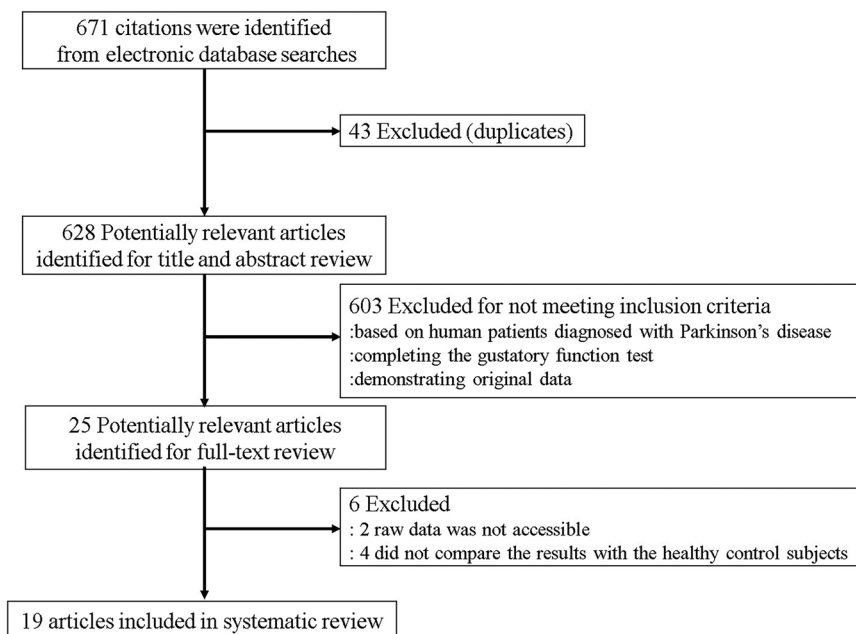 671 citations were identified
from electronic database searches
43 Excluded (duplicates)
628 Potentially relevant articles
identified for title and abstract review
603 Excluded for not meeting inclusion criteria
:based on human patients diagnosed with Parkinson’s disease
:completing the gustatory function test
:demonstrating original data
25 Potentially relevant articles
identified for full-text review
6 Excluded
: 2 raw data was not accessible
: 4 did not compare the results with the healthy control subjects
19 articles included in systematic review